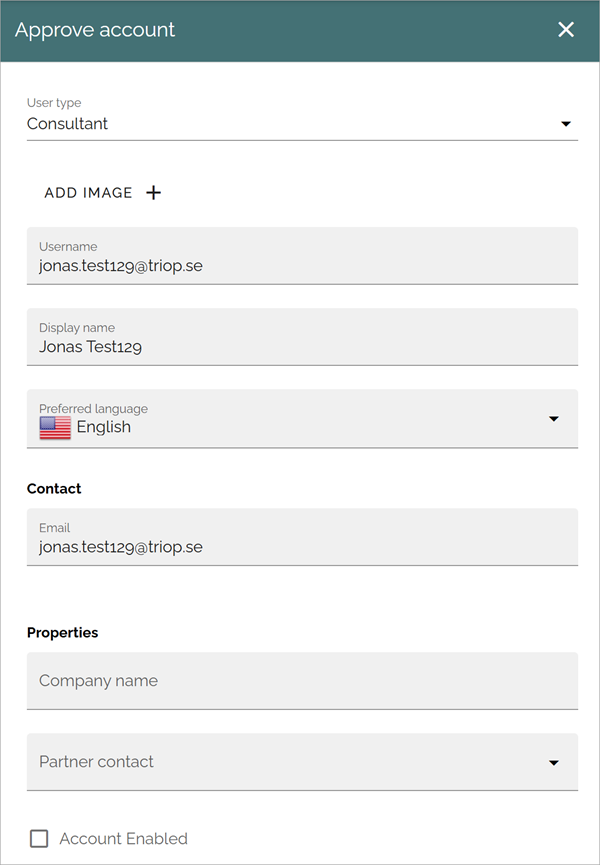 Approve account
User type
Consultant
ADD IMAGE
Username
jonas.test129@triop.se
Display name
Jonas Test129
Preferred language
English
Contact
Email
jonas.test129@triop.se
Properties
Company name
Partner contact
Account Enabled